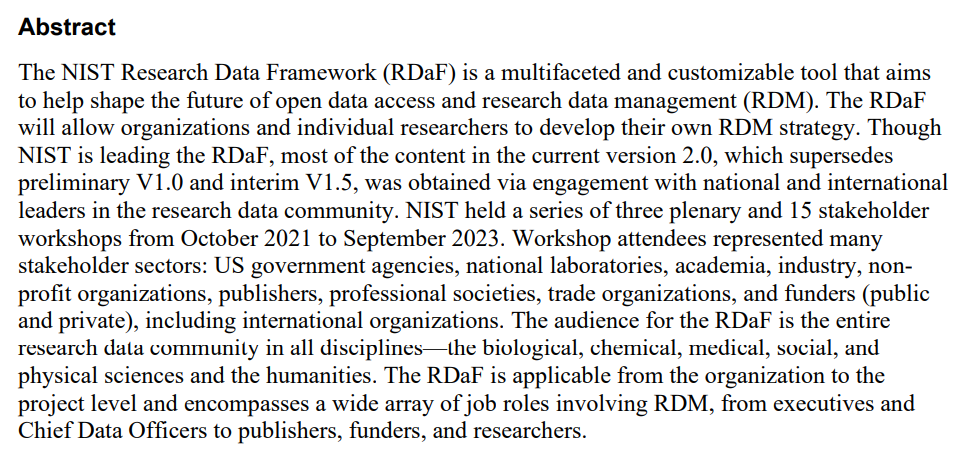 Abstract
The NIST Research Data Framework (RDaF) is a multifaceted and customizable tool that aims
to help shape the future of open data access and research data management (RDM). The RDaF
will allow organizations and individual researchers to develop their own RDM strategy. Though
NIST is leading the RDaF, most of the content in the current version 2.0, which supersedes
preliminary V1.0 and interim V1.5, was obtained via engagement with national and international
leaders in the research data community. NIST held a series of three plenary and 15 stakeholder
workshops from October 2021 to September 2023. Workshop attendees represented many
stakeholder sectors: US government agencies, national laboratories, academia, industry, non-
profit organizations, publishers, professional societies, trade organizations, and funders (public
and private), including international organizations. The audience for the RDaF is the entire
research data community in all disciplines—the biological, chemical, medical, social, and
physical sciences and the humanities. The RDaF is applicable from the organization to the
project level and encompasses a wide array of job roles involving RDM, from executives and
Chief Data Officers to publishers, funders, and researchers.